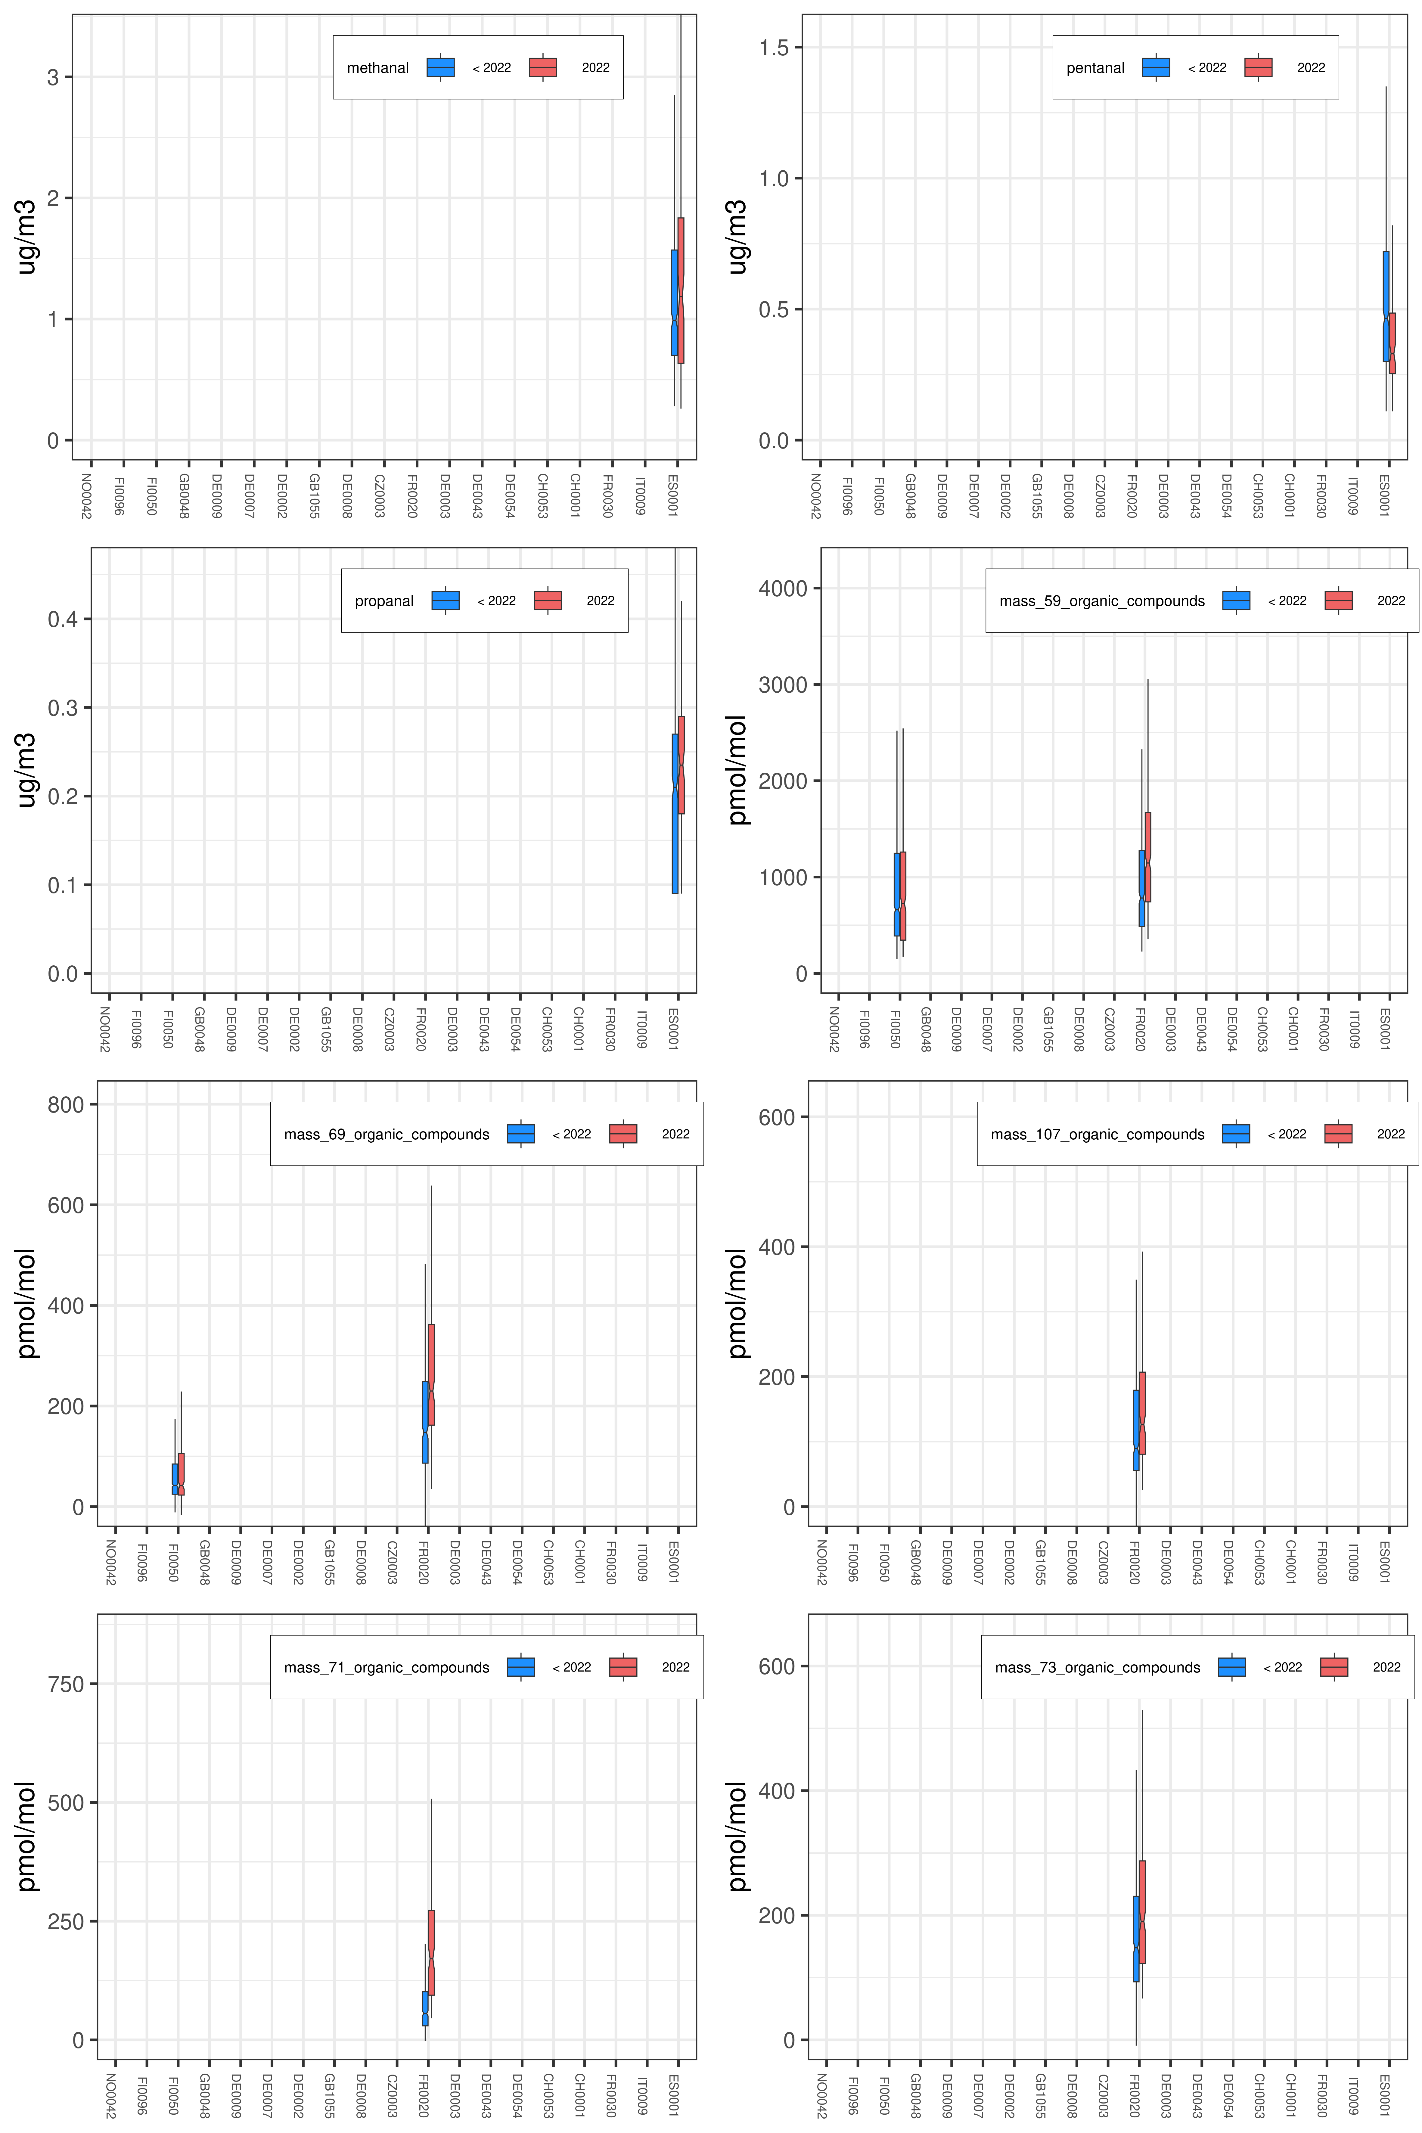 methanal < 2022 2022
3
2
1
0
ug/m3
NO0042 FI0096 FI0050 GB0048 DE0009 DE0007 DE0002 GB1055 DE0008 CZ0003 FR0020 DE0003 DE0043 DE0054 CH0053 CH0001 FR0030 IT0009 ES0001
pentanal < 2022 2022
1.5
1.0
0.5
0.0
ug/m3
NO0042 FI0096 FI0050 GB0048 DE0009 DE0007 DE0002 GB1055 DE0008 CZ0003 FR0020 DE0003 DE0043 DE0054 CH0053 CH0001 FR0030 IT0009 ES0001
propanal < 2022 2022
0.4
0.3
0.2
0.1
0.0
ug/m3
NO0042 FI0096 FI0050 GB0048 DE0009 DE0007 DE0002 GB1055 DE0008 CZ0003 FR0020 DE0003 DE0043 DE0054 CH0053 CH0001 FR0030 IT0009 ES0001
mass_59_organic_compounds < 2022 2022
4000
3000
2000
1000
0
pmol/mol
NO0042 FI0096 FI0050 GB0048 DE0009 DE0007 DE0002 GB1055 DE0008 CZ0003 FR0020 DE0003 DE0043 DE0054 CH0053 CH0001 FR0030 IT0009 ES0001
mass_69_organic_compounds < 2022 2022
800
600
400
200
0
pmol/mol
NO0042 FI0096 FI0050 GB0048 DE0009 DE0007 DE0002 GB1055 DE0008 CZ0003 FR0020 DE0003 DE0043 DE0054 CH0053 CH0001 FR0030 IT0009 ES0001
mass_107_organic_compounds < 2022 2022
600
400
200
0
pmol/mol
NO0042 FI0096 FI0050 GB0048 DE0009 DE0007 DE0002 GB1055 DE0008 CZ0003 FR0020 DE0003 DE0043 DE0054 CH0053 CH0001 FR0030 IT0009 ES0001
mass_71_organic_compounds < 2022 2022
750
500
250
0
pmol/mol
NO0042 FI0096 FI0050 GB0048 DE0009 DE0007 DE0002 GB1055 DE0008 CZ0003 FR0020 DE0003 DE0043 DE0054 CH0053 CH0001 FR0030 IT0009 ES0001
mass_73_organic_compounds < 2022 2022
600
400
200
0
pmol/mol
NO0042 FI0096 FI0050 GB0048 DE0009 DE0007 DE0002 GB1055 DE0008 CZ0003 FR0020 DE0003 DE0043 DE0054 CH0053 CH0001 FR0030 IT0009 ES0001